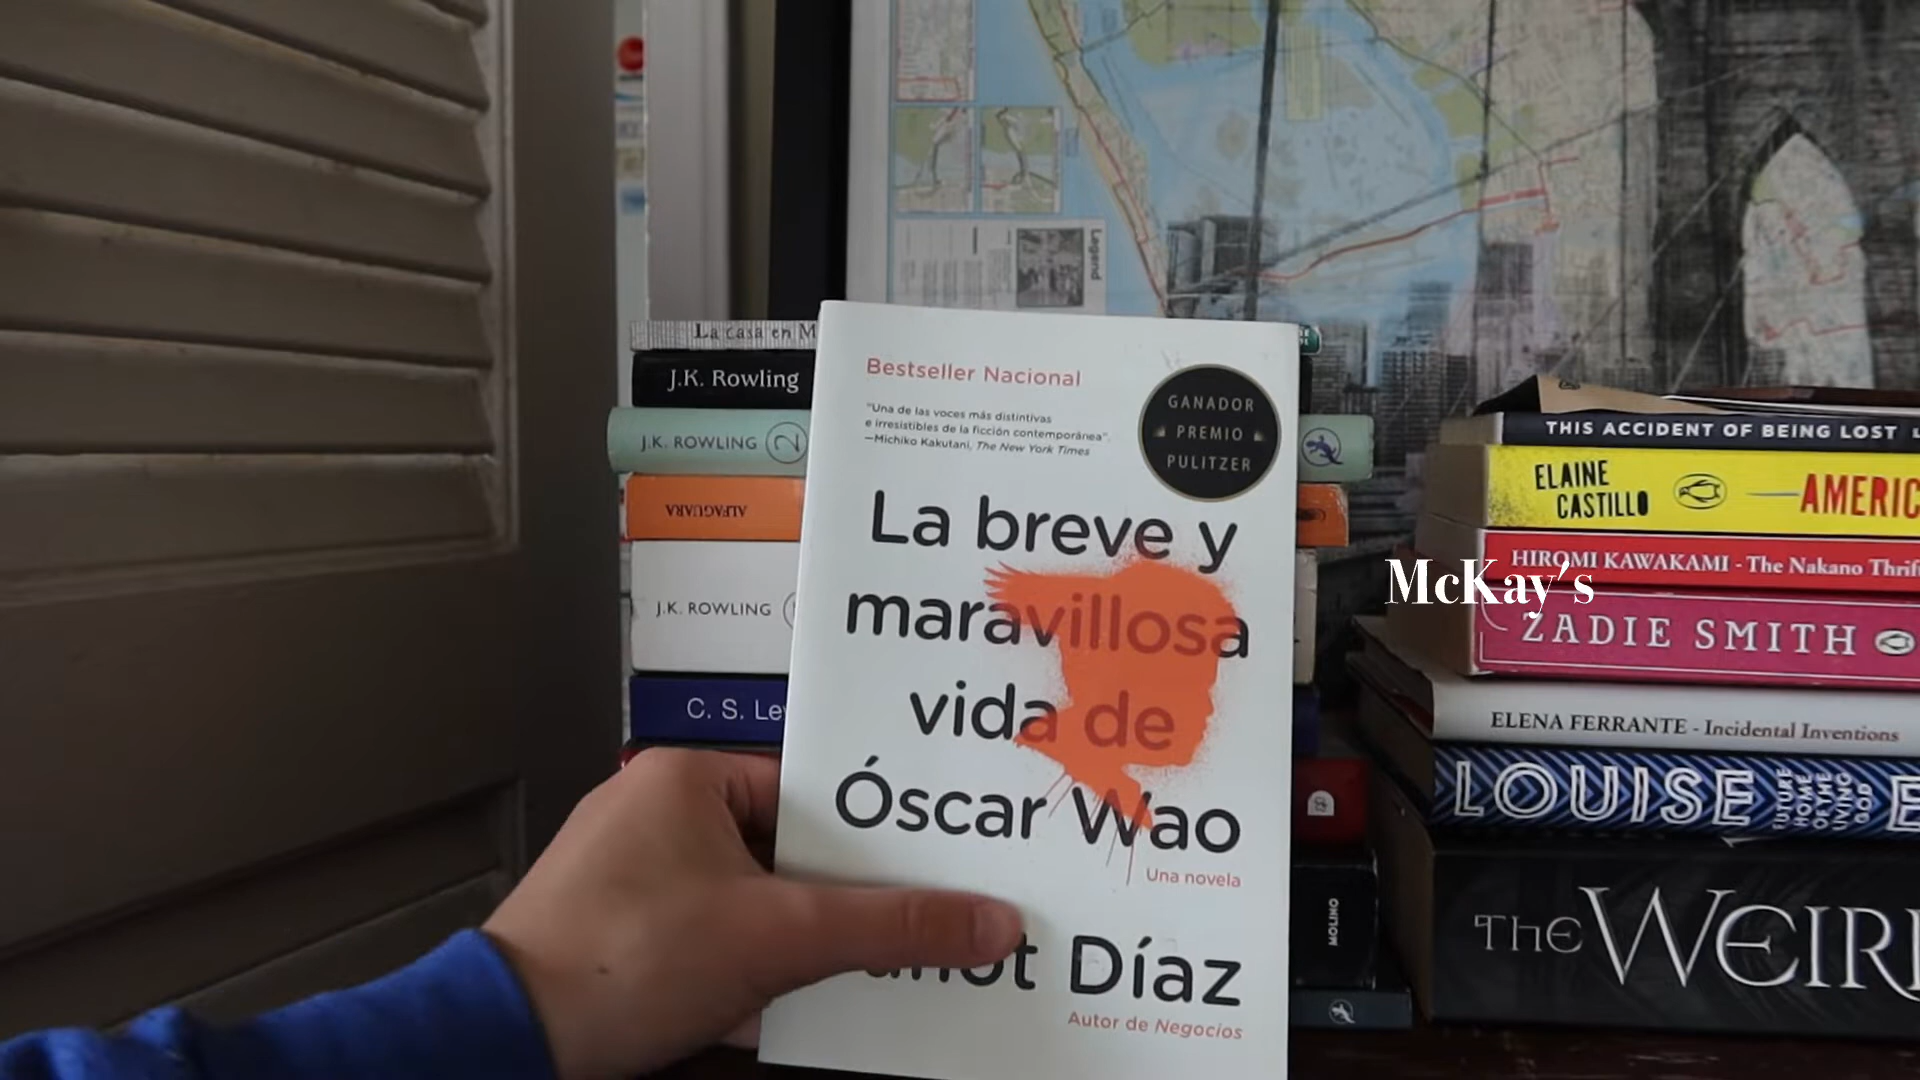 Legend
La casa en M
J.K. Rowling
J.K. ROWLING 2
ALFAGUARA
J.K. ROWLING
C. S. Le
Bestseller Nacional
"Una de las voces más distintivas
e irresistibles de la ficción contemporánea".
—Michiko Kakutani, The New York Times
GANADOR
PREMIO
PULITZER
La breve y
maravillosa
vida de
Óscar Wao
Una novela
Díaz
Autor de Negocios
MOLINO
THIS ACCIDENT OF BEING LOST
ELAINE
CASTILLO
AMERIC
HIROMI KAWAKAMI - The Nakano Thrif
McKay's
ZADIE SMITH
ELENA FERRANTE - Incidental Inventions
LOUISE
FUTURE
HOME
OF THE
LIVING
GOD
E
THE WEIR